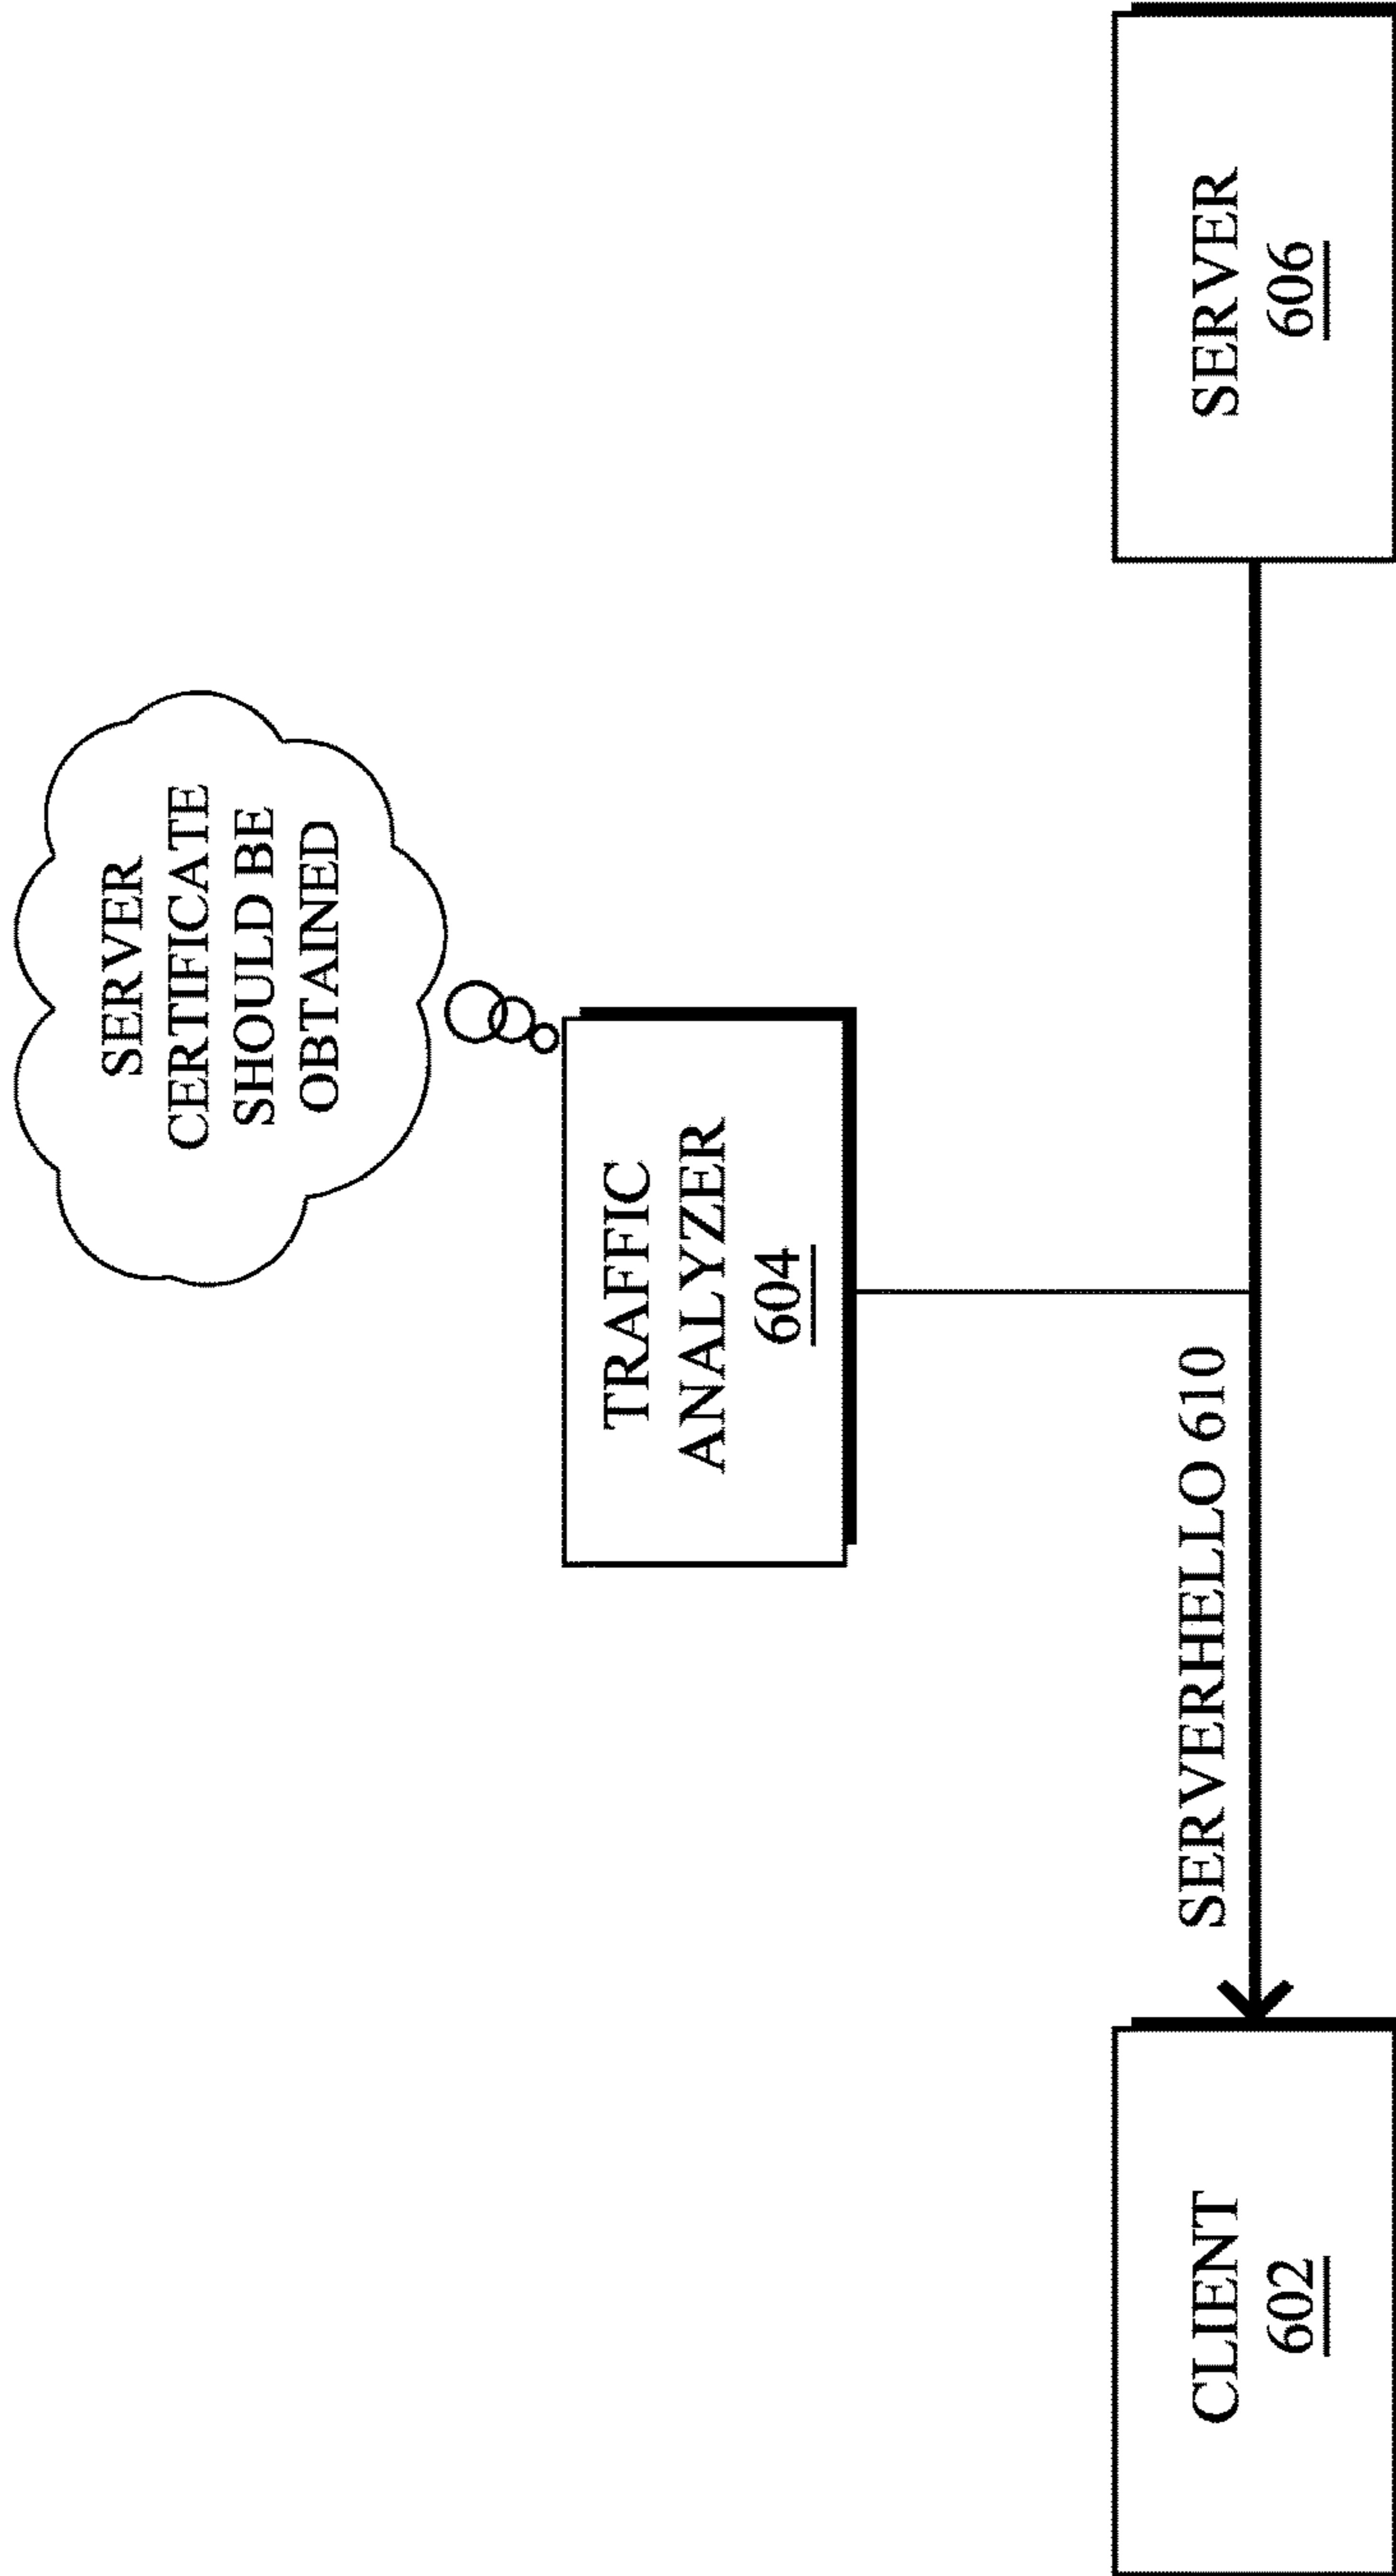 SERVER
CERTIFICATE
SHOULD BE
OBTAINED
TRAFFIC
ANALYZER
604
SERVERHELLO 610
CLIENT
602
SERVER
606